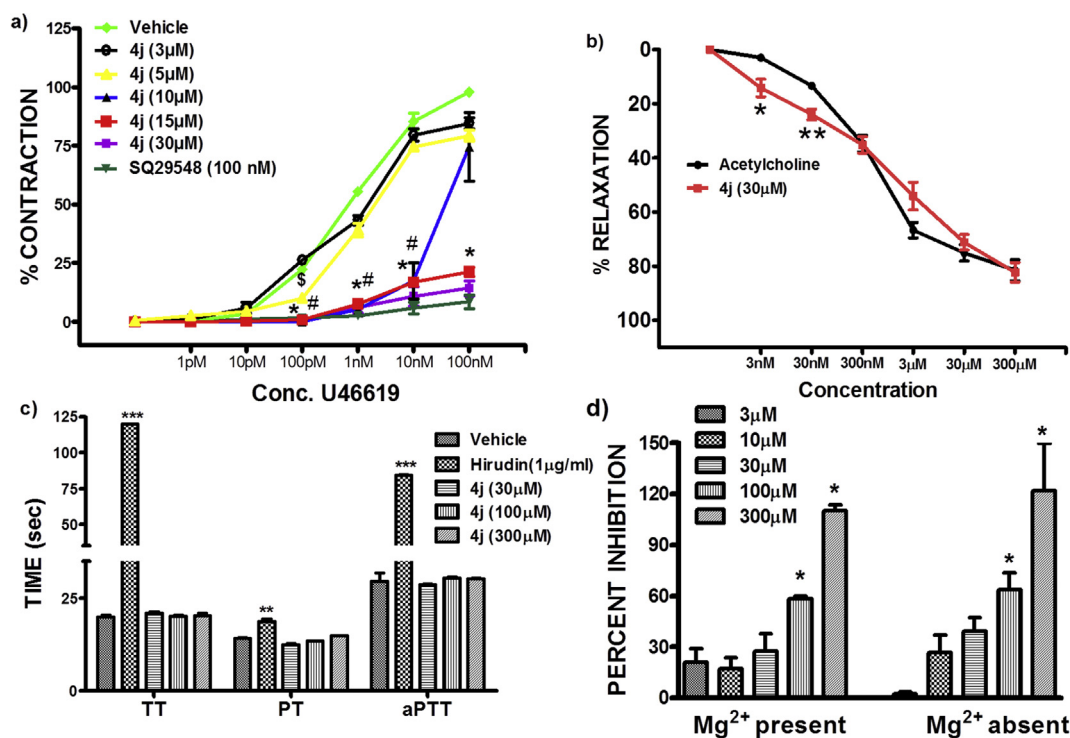 a)
% CONTRACTION
125
100
75
50
25
0
Vehicle
4j (3µM)
4j (5µM)
4j (10µM)
4j (15µM)
4j (30µM)
SQ29548 (100 nM)
$
* #
* #
#
*
*
1pM 10pM 100pM 1nM 10nM 100nM
Conc. U46619
b)
% RELAXATION
0
20
40
60
80
100
*
**
Acetylcholine
4j (30µM)
3nM 30nM 300nM 3µM 30µM 300µM
Concentration
c)
TIME (sec)
125
100
75
50
25
0
***
**
***
Vehicle
Hirudin(1µg/ml)
4j (30µM)
4j (100µM)
4j (300µM)
TT PT aPTT
d)
PERCENT INHIBITION
150
120
90
60
30
0
3µM
10µM
30µM
100µM
300µM
*
*
*
*
Mg2+ present Mg2+ absent